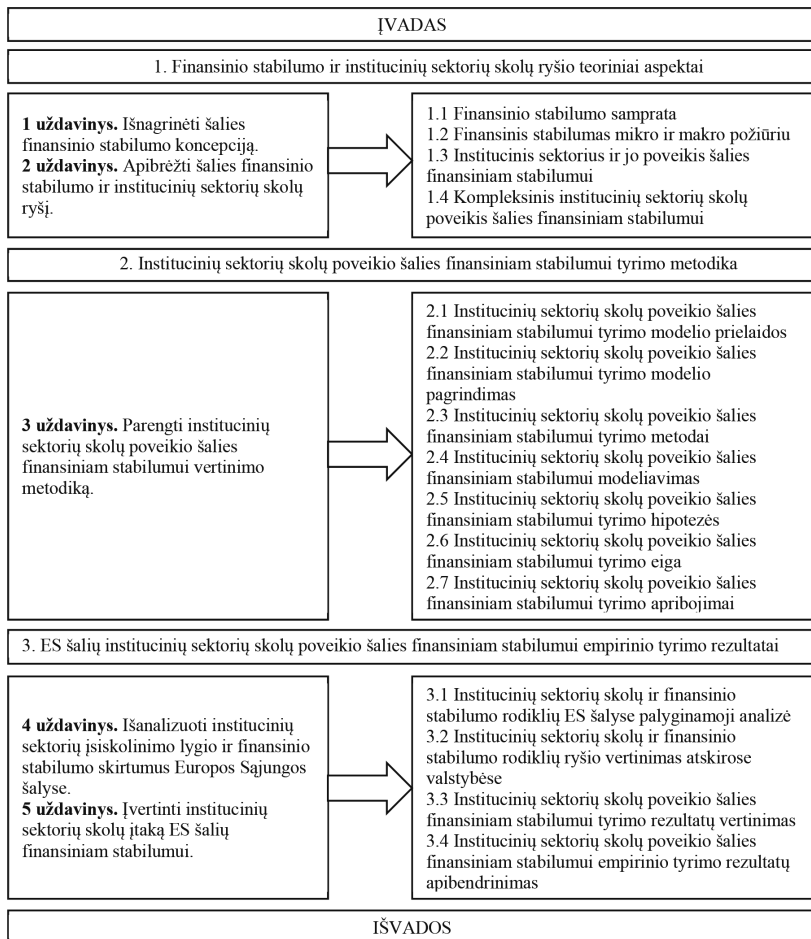 ĮVADAS
1. Finansinio stabilumo ir institucinių sektorių skolų ryšio teoriniai aspektai
1 uždavinys. Išnagrinėti šalies
finansinio stabilumo koncepciją.
2 uždavinys. Apibrėžti šalies finansinio
stabilumo ir institucinių sektorių skolų
ryšį.
1.1 Finansinio stabilumo samprata
1.2 Finansinis stabilumas mikro ir makro požiūriu
1.3 Institucinis sektorius ir jo poveikis šalies
finansiniam stabilumui
1.4 Kompleksinis institucinių sektorių skolų
poveikis šalies finansiniam stabilumui
2. Institucinių sektorių skolų poveikio šalies finansiniam stabilumui tyrimo metodika
3 uždavinys. Parengti institucinių
sektorių skolų poveikio šalies
finansiniam stabilumui vertinimo
metodiką.
2.1 Institucinių sektorių skolų poveikio šalies
finansiniam stabilumui tyrimo modelio prielaidos
2.2 Institucinių sektorių skolų poveikio šalies
finansiniam stabilumui tyrimo modelio
pagrindimas
2.3 Institucinių sektorių skolų poveikio šalies
finansiniam stabilumui tyrimo metodai
2.4 Institucinių sektorių skolų poveikio šalies
finansiniam stabilumui modeliavimas
2.5 Institucinių sektorių skolų poveikio šalies
finansiniam stabilumui tyrimo hipotezės
2.6 Institucinių sektorių skolų poveikio šalies
finansiniam stabilumui tyrimo eiga
2.7 Institucinių sektorių skolų poveikio šalies
finansiniam stabilumui tyrimo apribojimai
3. ES šalių institucinių sektorių skolų poveikio šalies finansiniam stabilumui empirinio tyrimo rezultatai
4 uždavinys. Išanalizuoti institucinių
sektorių įsiskolinimo lygio ir finansinio
stabilumo skirtumus Europos Sąjungos
šalyse.
5 uždavinys. Įvertinti institucinių
sektorių skolų įtaką ES šalių
finansiniam stabilumui.
3.1 Institucinių sektorių skolų ir finansinio
stabilumo rodiklių ES šalyse palyginamoji analizė
3.2 Institucinių sektorių skolų ir finansinio
stabilumo rodiklių ryšio vertinimas atskirose
valstybėse
3.3 Institucinių sektorių skolų poveikio šalies
finansiniam stabilumui tyrimo rezultatų vertinimas
3.4 Institucinių sektorių skolų poveikio šalies
finansiniam stabilumui empirinio tyrimo rezultatų
apibendrinimas
IŠVADOS